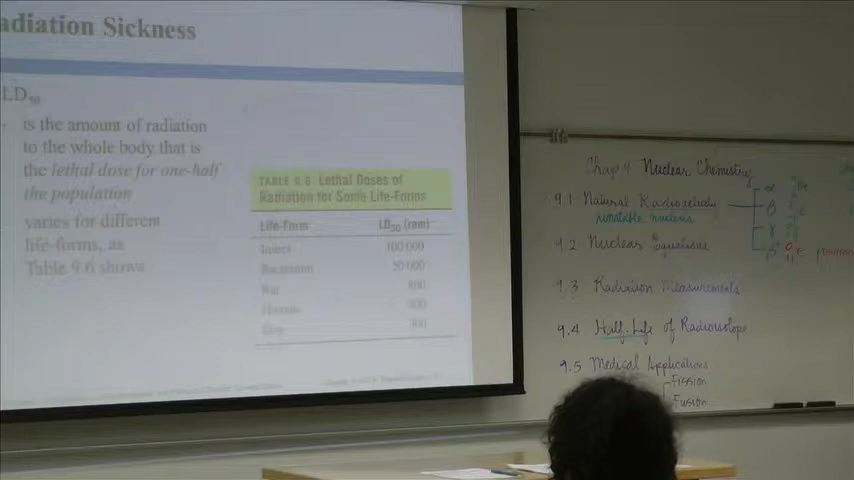 adiation Sickness
LD50
is the amount of radiation
to the whole body that is
the lethal dose for one-half
the population
varies for different
life-forms, as
Table 9.6 shows
TABLE 9.6 Lethal Doses of
Radiation for Some Life-Forms
Life-Form LD50 (rem)
Insect 100 000
Bacterium 50 000
Rat 800
Human 500
Dog 300
Chap 9 Nuclear Chemistry
9.1 Natural Radioactivity
unstable nucleus
α
β
γ
β+
9.2 Nuclear Equations
9.3 Radiation Measurements
9.4 Half-Life of Radioisotope
9.5 Medical Applications
Fission
Fusion